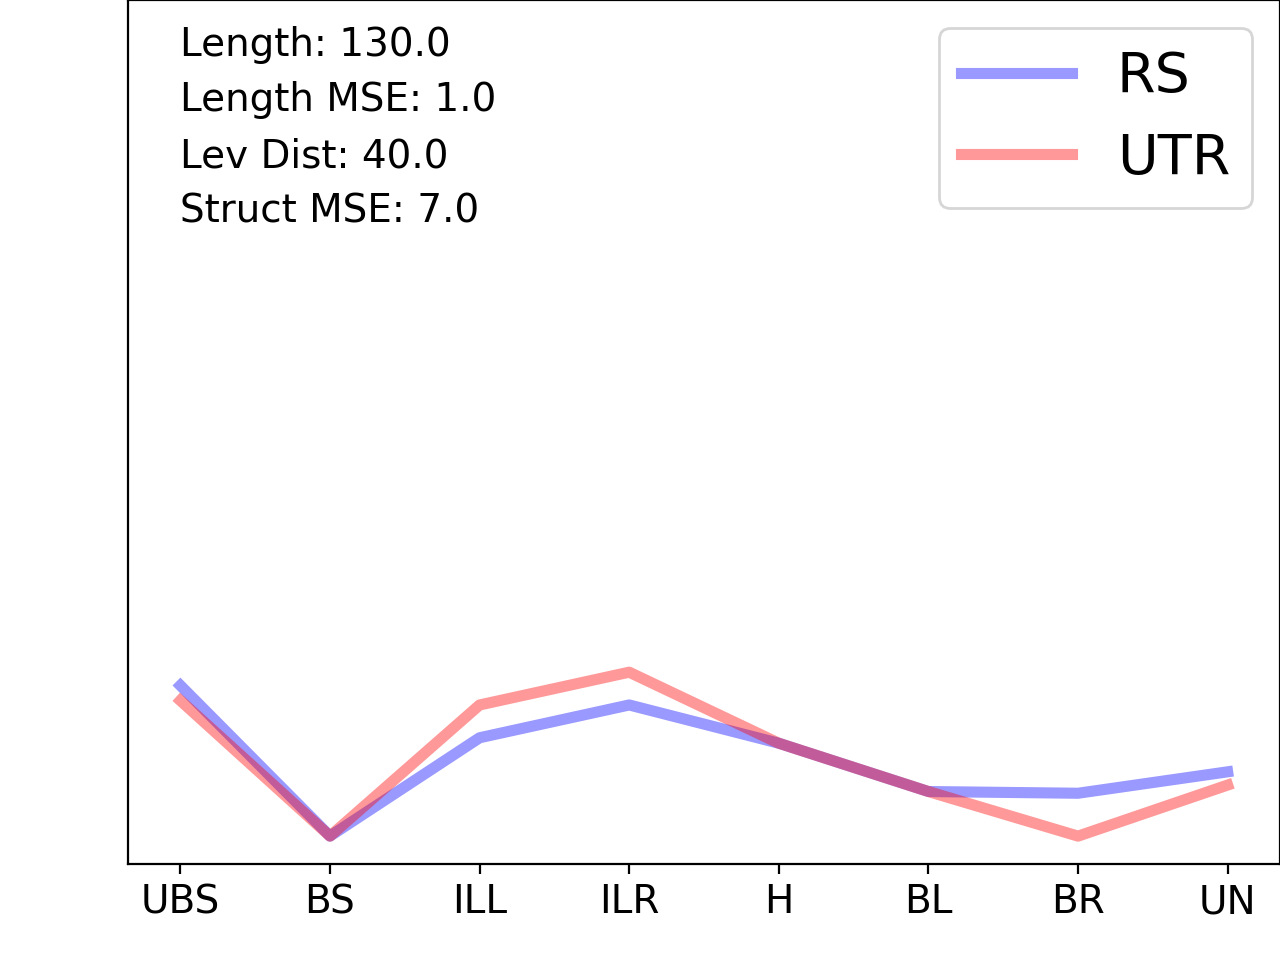 Length: 130.0
Length MSE: 1.0
Lev Dist: 40.0
Struct MSE: 7.0
RS
UTR
UBS BS ILL ILR H BL BR UN